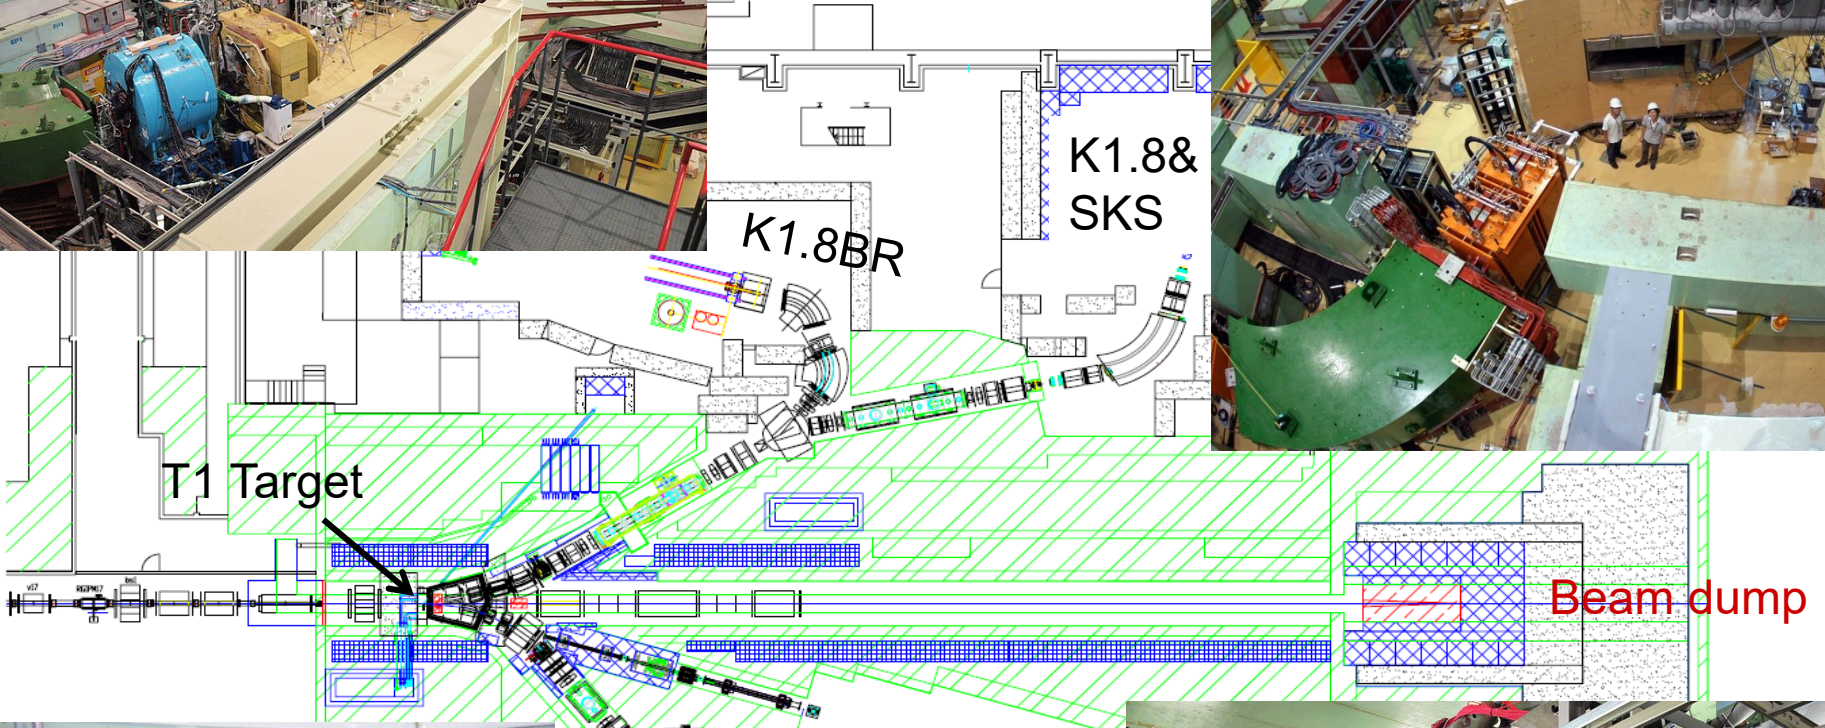 K1.8&
SKS
K1.8BR
T1 Target
Beam dump